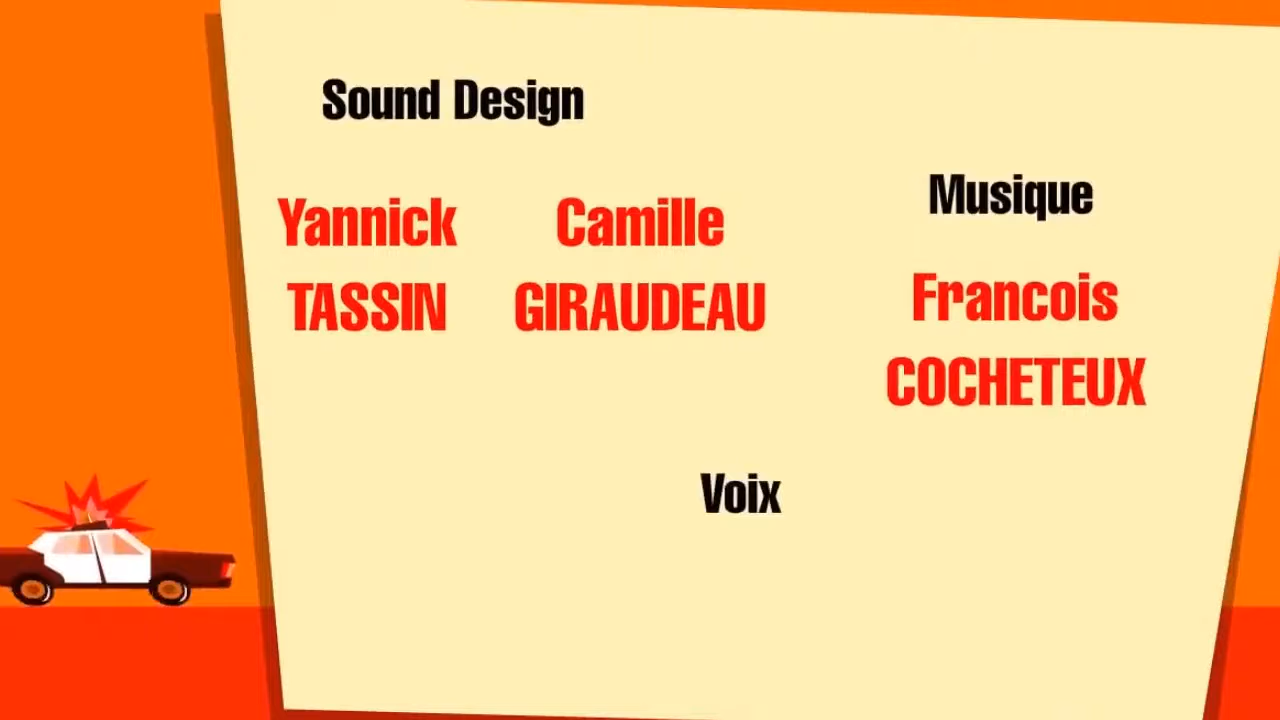 Sound Design
Yannick Camille
TASSIN GIRAUDEAU
Musique
Francois
COCHETEUX
Voix